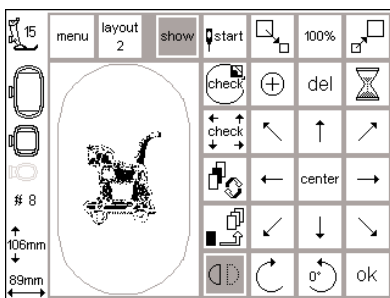 15
menu
layout
2
show
start
100%
check
del
check
center
# 8
106mm
89mm
0°
ok